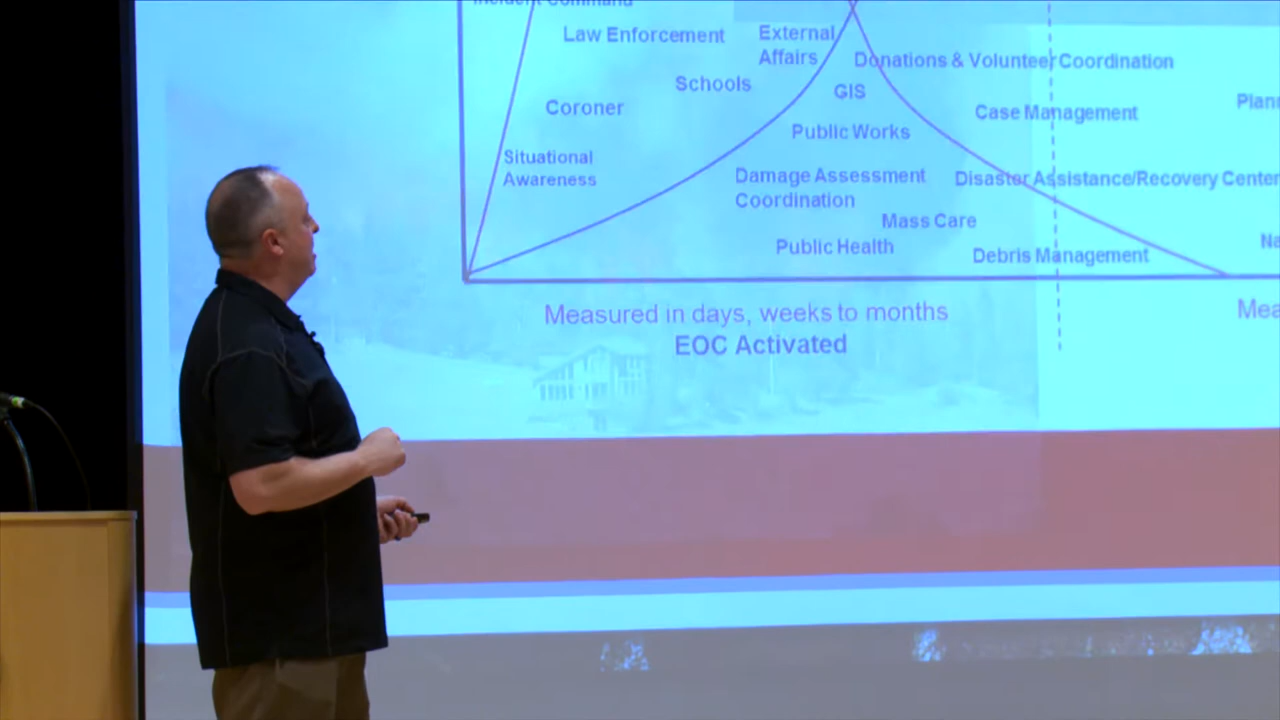 Incident Command
Law Enforcement
External
Affairs
Donations & Volunteer Coordination
Schools
GIS
Coroner
Case Management
Public Works
Situational
Awareness
Damage Assessment
Coordination
Disaster Assistance/Recovery Center
Mass Care
Public Health
Debris Management
Measured in days, weeks to months
EOC Activated